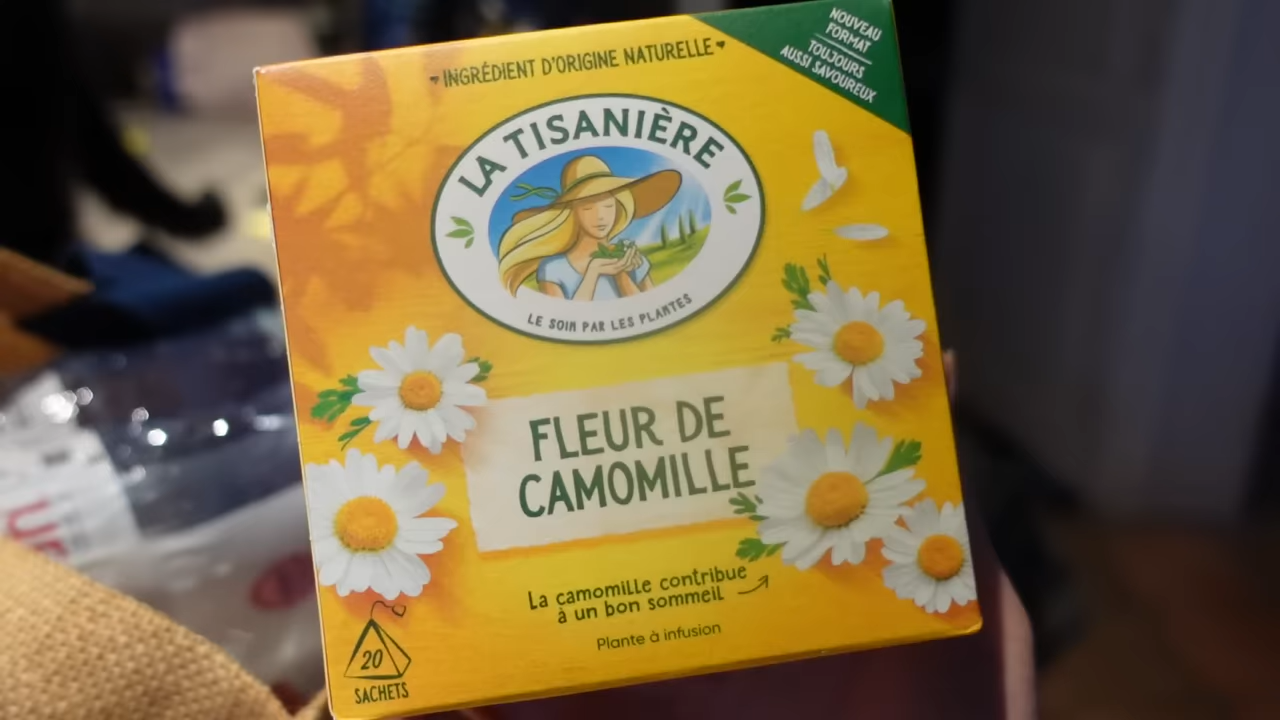 INGRÉDIENT D'ORIGINE NATURELLE
NOUVEAU
FORMAT
TOUJOURS
AUSSI SAVOUREUX
LA TISANIÈRE
LE SOIN PAR LES PLANTES
FLEUR DE
CAMOMILLE
La camomille contribue
à un bon sommeil
Plante à infusion
20
SACHETS